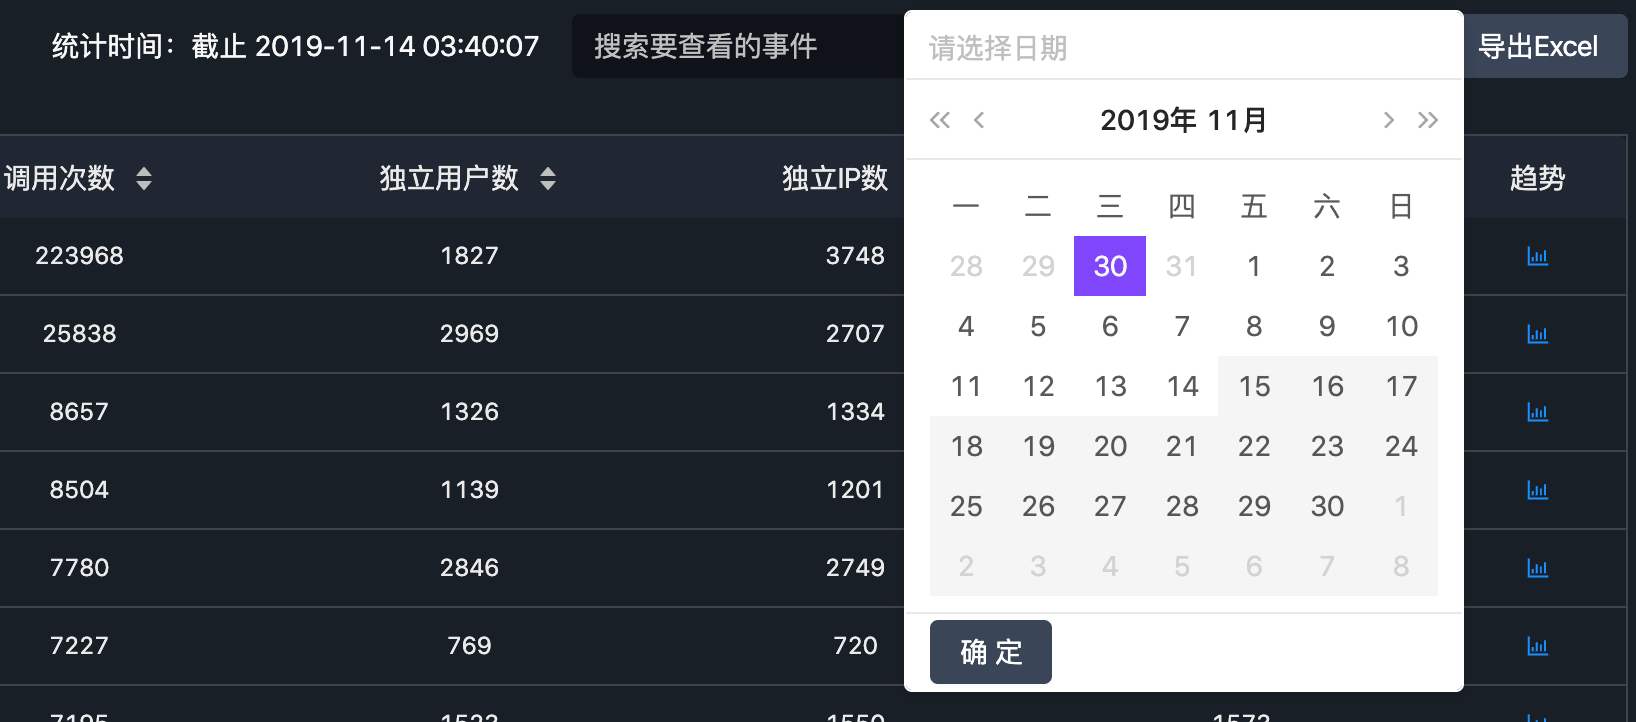 统计时间：截止 2019-11-14 03:40:07
搜索要查看的事件
请选择日期
导出Excel
2019年 11月
一 二 三 四 五 六 日
28 29 30 31 1 2 3
4 5 6 7 8 9 10
11 12 13 14 15 16 17
18 19 20 21 22 23 24
25 26 27 28 29 30 1
2 3 4 5 6 7 8
确 定
调用次数 独立用户数 独立IP数 趋势
223968 1827 3748
25838 2969 2707
8657 1326 1334
8504 1139 1201
7780 2846 2749
7227 769 720
7195 1523 1550 1573